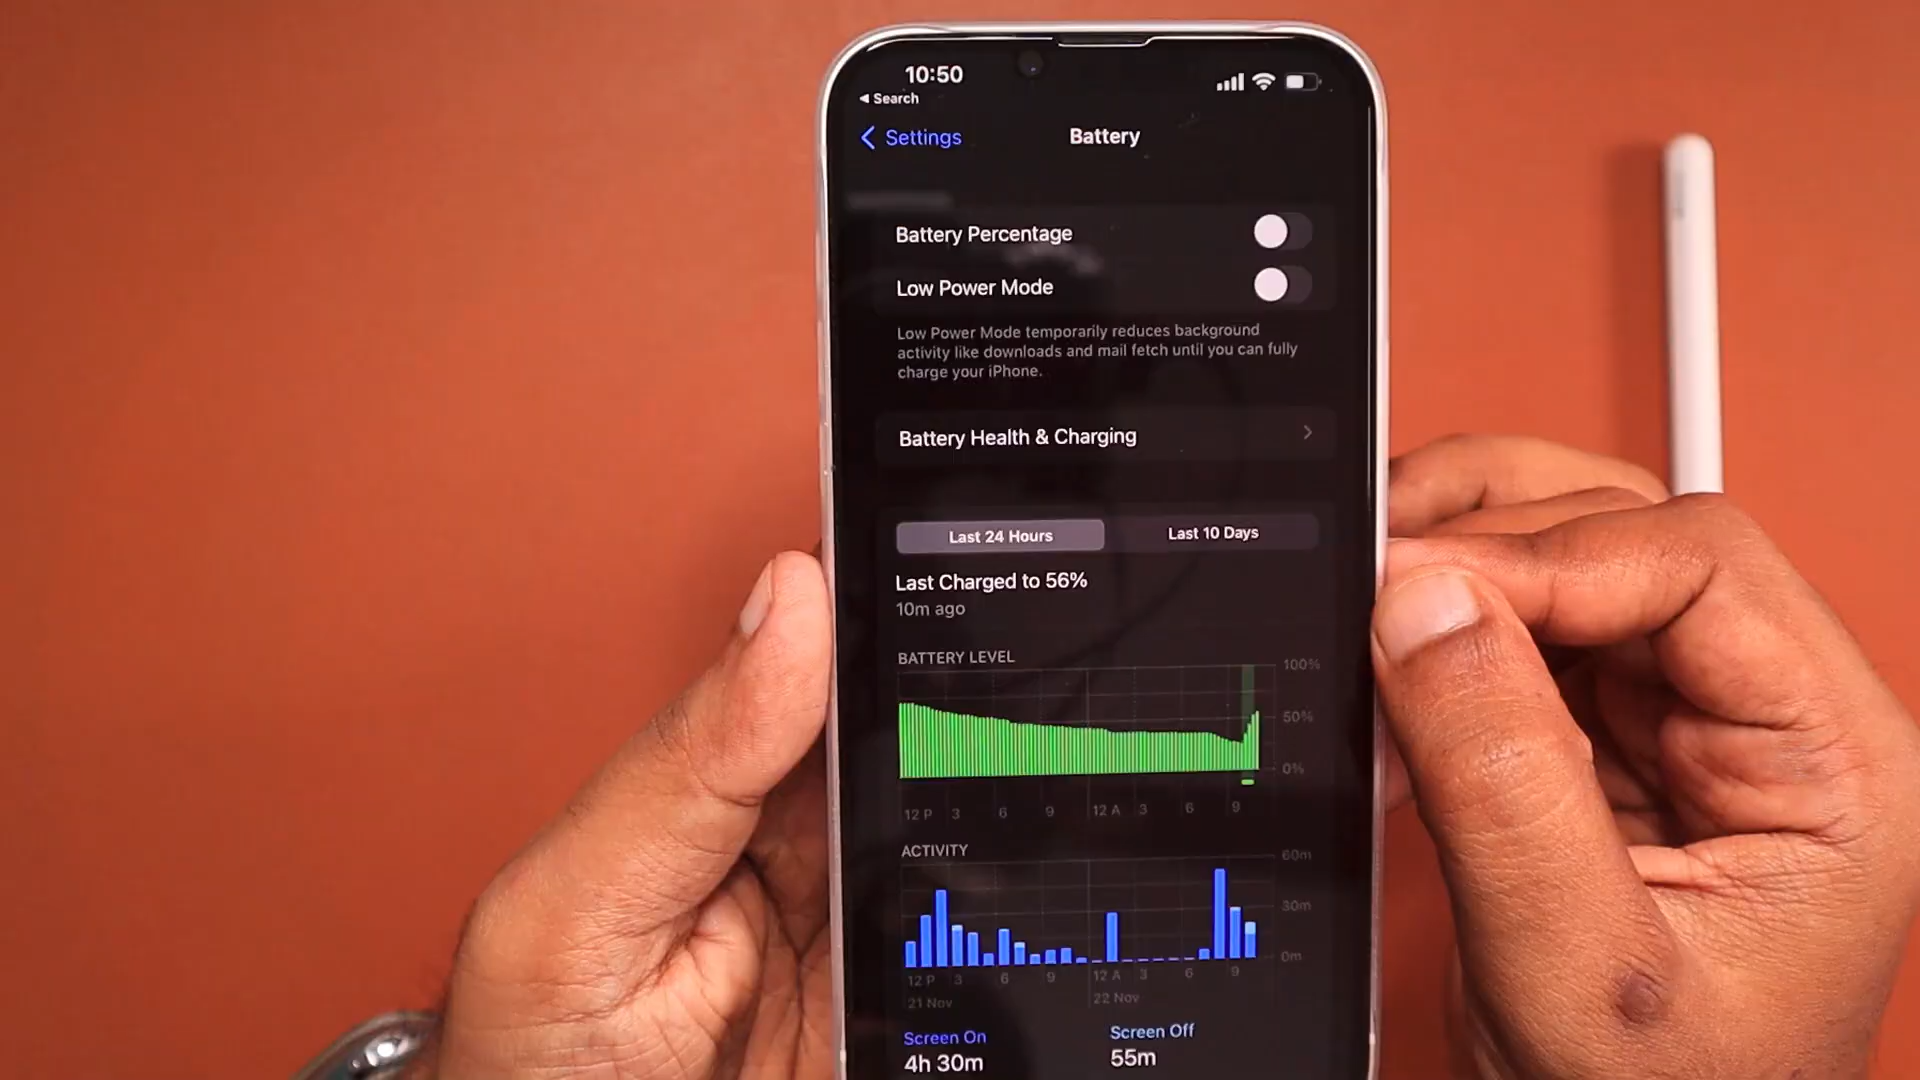 10:50
Search
Settings
Battery
Battery Percentage
Low Power Mode
Low Power Mode temporarily reduces background
activity like downloads and mail fetch until you can fully
charge your iPhone.
Battery Health & Charging
Last 24 Hours
Last 10 Days
Last Charged to 56%
10m ago
BATTERY LEVEL
100%
50%
0%
12 P 3 6 9 12 A 3 6 9
ACTIVITY
60m
30m
0m
12 P 3 6 9 12 A 3 6 9
21 Nov 22 Nov
Screen On Screen Off
4h 30m 55m